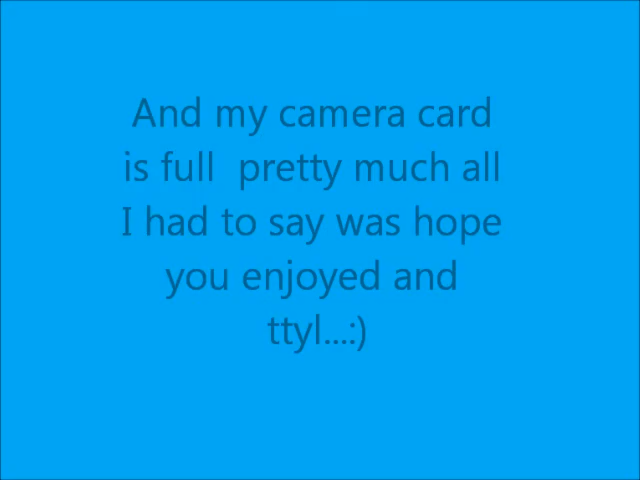 And my camera card
is full  pretty much all
I had to say was hope
you enjoyed and
ttyl...:)